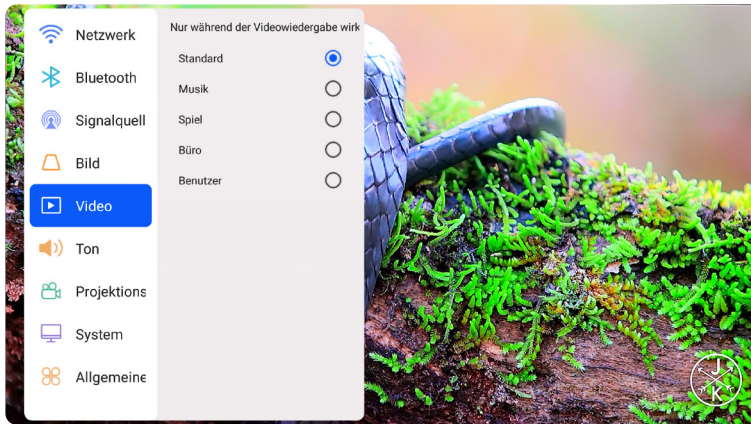 Netzwerk
Bluetooth
Signalquell
Bild
Video
Ton
Projektions
System
Allgemeine
Nur während der Videowiedergabe wirk
Standard
Musik
Spiel
Büro
Benutzer
J
K